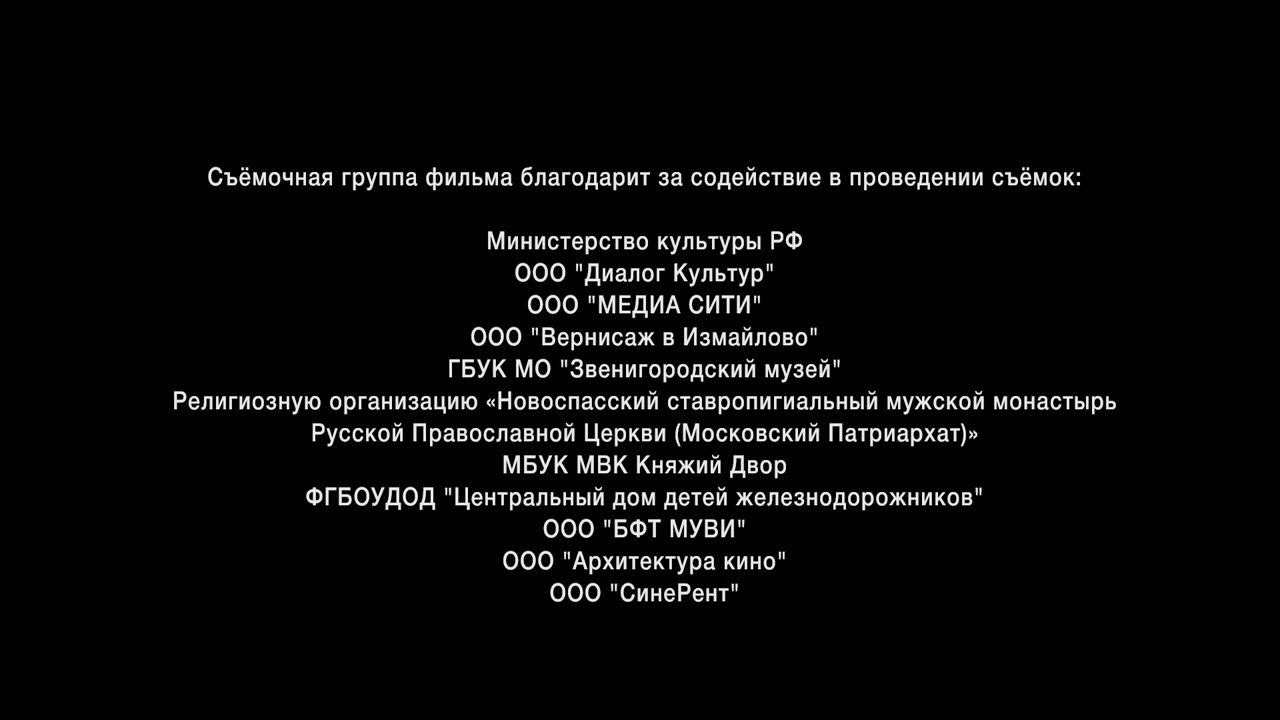 Съёмочная группа фильма благодарит за содействие в проведении съёмок:
Министерство культуры РФ
ООО "Диалог Культур"
ООО "МЕДИА СИТИ"
ООО "Вернисаж в Измайлово"
ГБУК МО "Звенигородский музей"
Религиозную организацию «Новоспасский ставропигиальный мужской монастырь
Русской Православной Церкви (Московский Патриархат)»
МБУК МВК Княжий Двор
ФГБОУДОД "Центральный дом детей железнодорожников"
ООО "БФТ МУВИ"
ООО "Архитектура кино"
ООО "СинеРент"